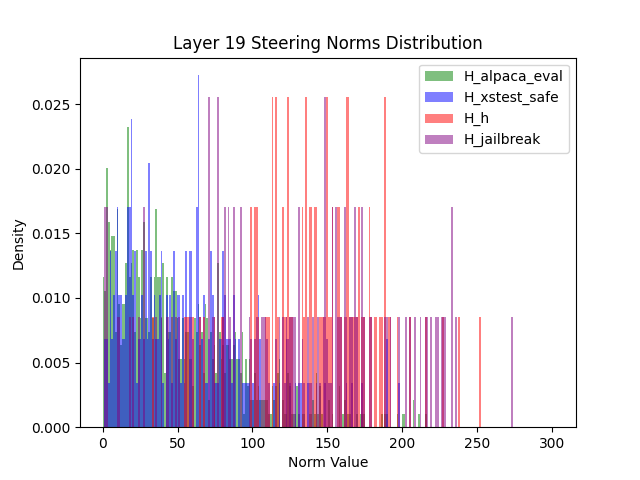 Layer 19 Steering Norms Distribution
H_alpaca_eval
H_xstest_safe
H_h
H_jailbreak
Density
0.025
0.020
0.015
0.010
0.005
0.000
0
50
100
150
200
250
300
Norm Value